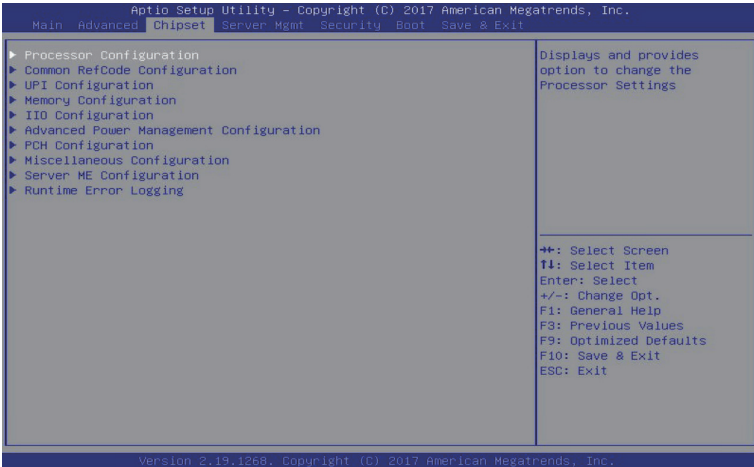 Aptio Setup Utility – Copyright (C) 2017 American Megatrends, Inc.
Main Advanced Chipset Server Mgmt Security Boot Save & Exit
▶ Processor Configuration
▶ Common RefCode Configuration
▶ UPI Configuration
▶ Memory Configuration
▶ IIO Configuration
▶ Advanced Power Management Configuration
▶ PCH Configuration
▶ Miscellaneous Configuration
▶ Server ME Configuration
▶ Runtime Error Logging
Displays and provides
option to change the
Processor Settings
→←: Select Screen
↑↓: Select Item
Enter: Select
+/-: Change Opt.
F1: General Help
F3: Previous Values
F9: Optimized Defaults
F10: Save & Exit
ESC: Exit
Version 2.19.1268. Copyright (C) 2017 American Megatrends, Inc.